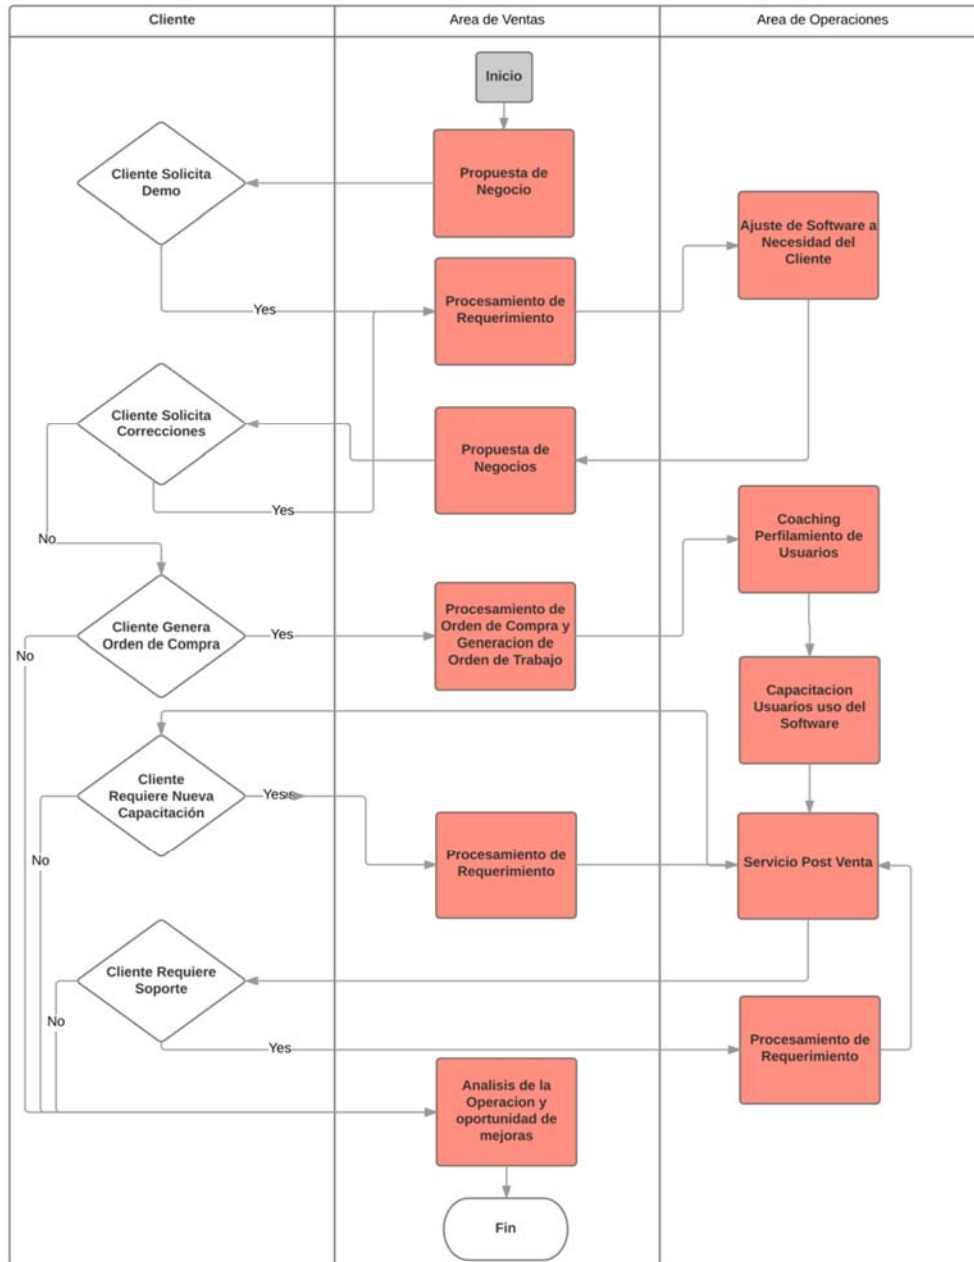 Cliente
Area de Ventas
Area de Operaciones
Inicio
Cliente Solicita
Demo
Propuesta de
Negocio
Ajuste de Software a
Necesidad del
Cliente
Yes
Procesamiento de
Requerimiento
Cliente Solicita
Correcciones
Propuesta de
Negocios
Yes
No
Coaching
Perfilamiento de
Usuarios
Cliente Genera
Orden de Compra
Yes
No
Procesamiento de
Orden de Compra y
Generacion de
Orden de Trabajo
Capacitacion
Usuarios uso del
Software
Cliente
Requiere Nueva
Capacitación
Yes
No
Procesamiento de
Requerimiento
Servicio Post Venta
Cliente Requiere
Soporte
No
Yes
Procesamiento de
Requerimiento
Analisis de la
Operacion y
oportunidad de
mejoras
Fin